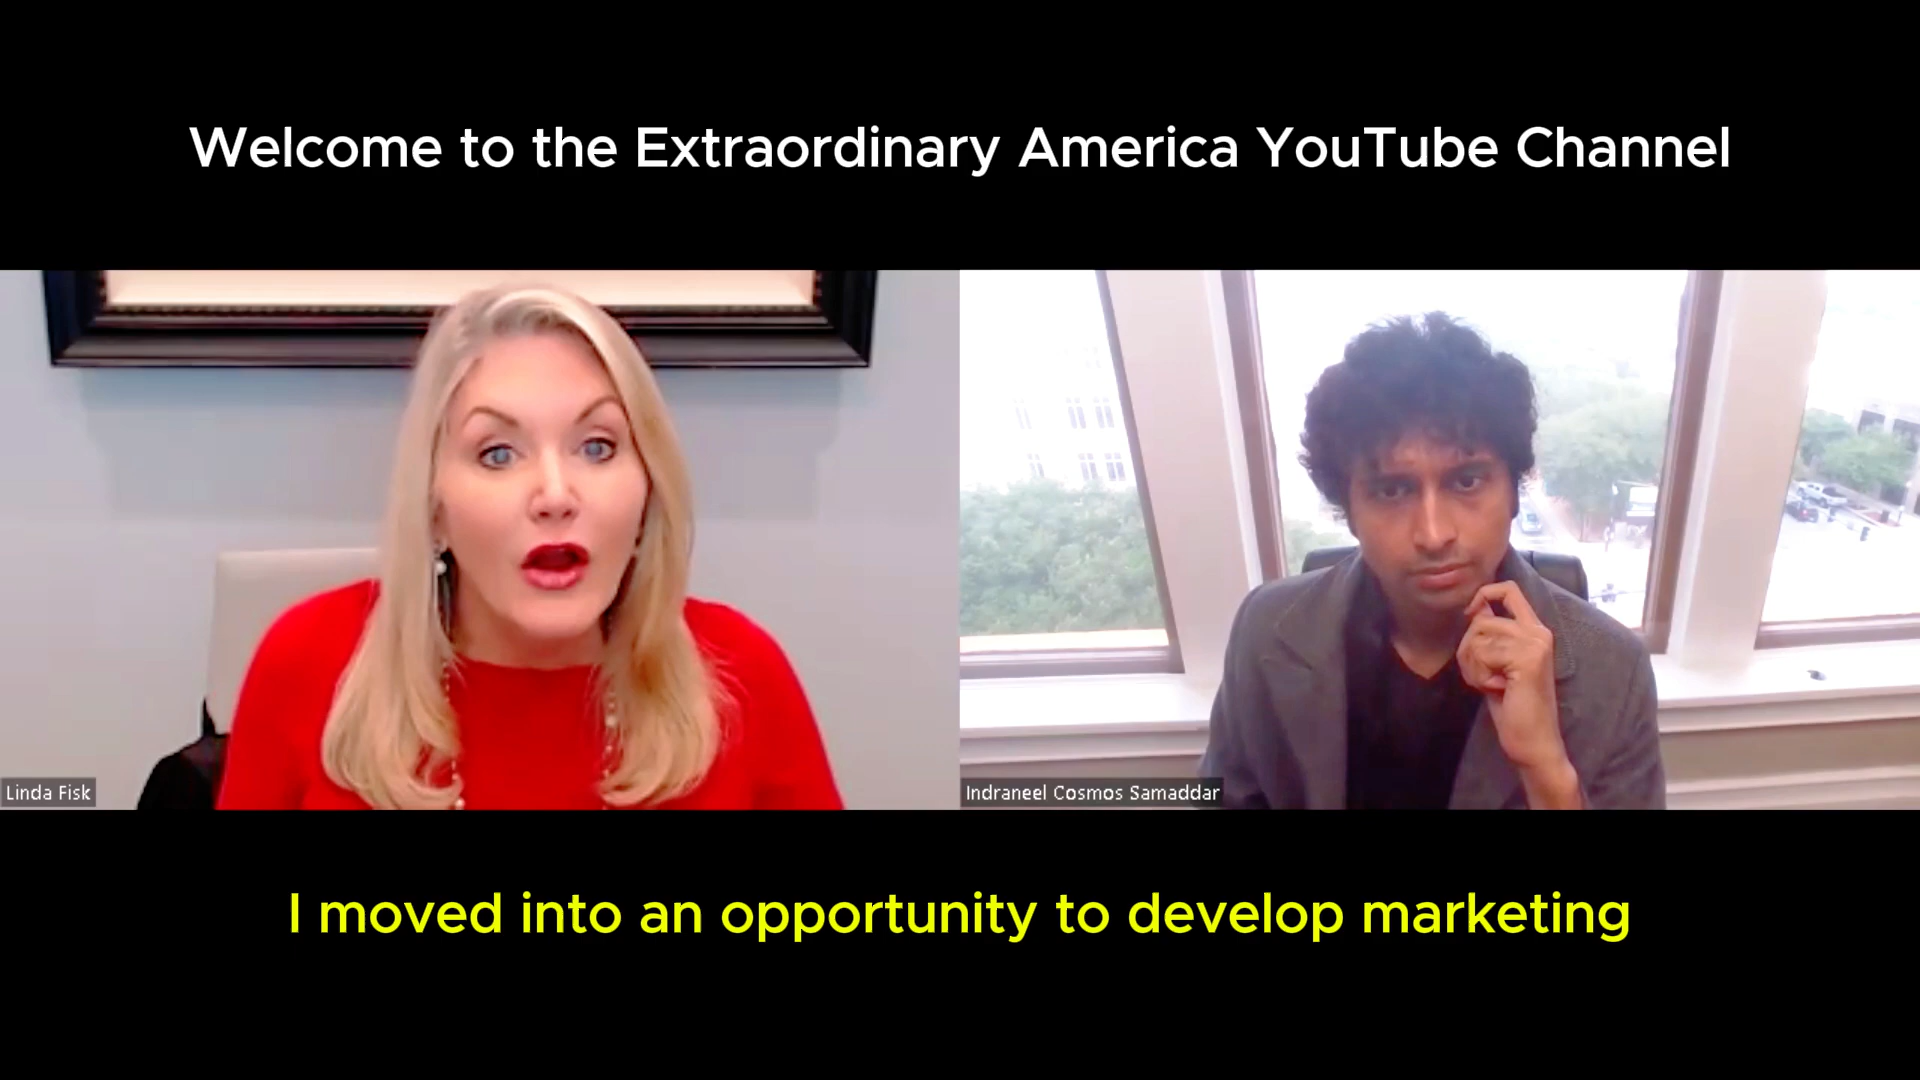 Welcome to the Extraordinary America YouTube Channel
Linda Fisk
Indraneel Cosmos Samaddar
I moved into an opportunity to develop marketing